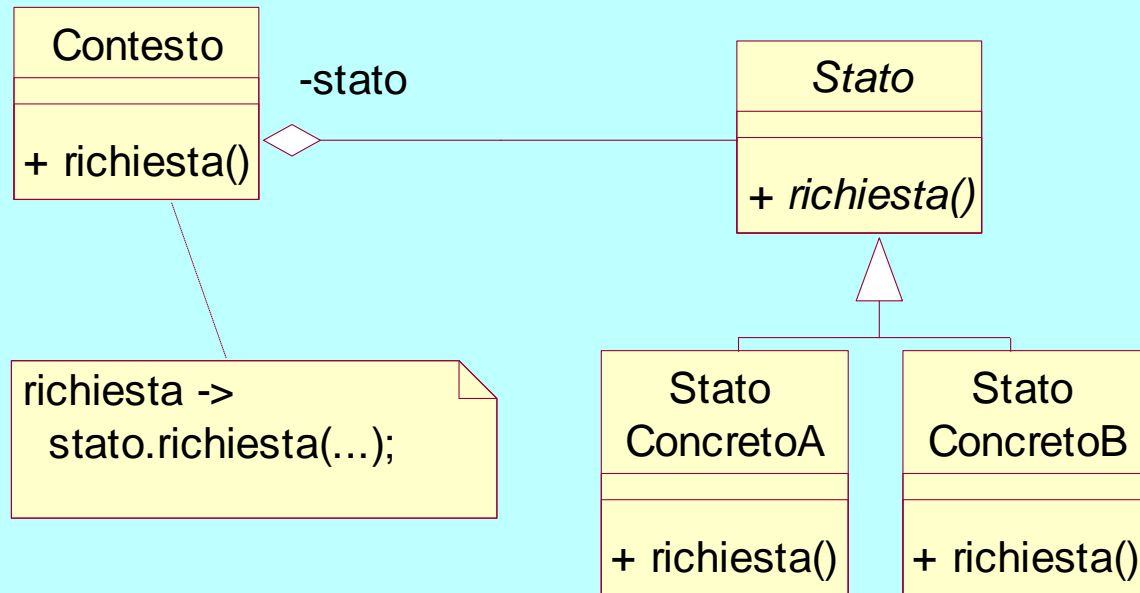 Contesto
+ richiesta()
-stato
Stato
+ richiesta()
richiesta ->
stato.richiesta(...);
Stato
ConcretoA
+ richiesta()
Stato
ConcretoB
+ richiesta()